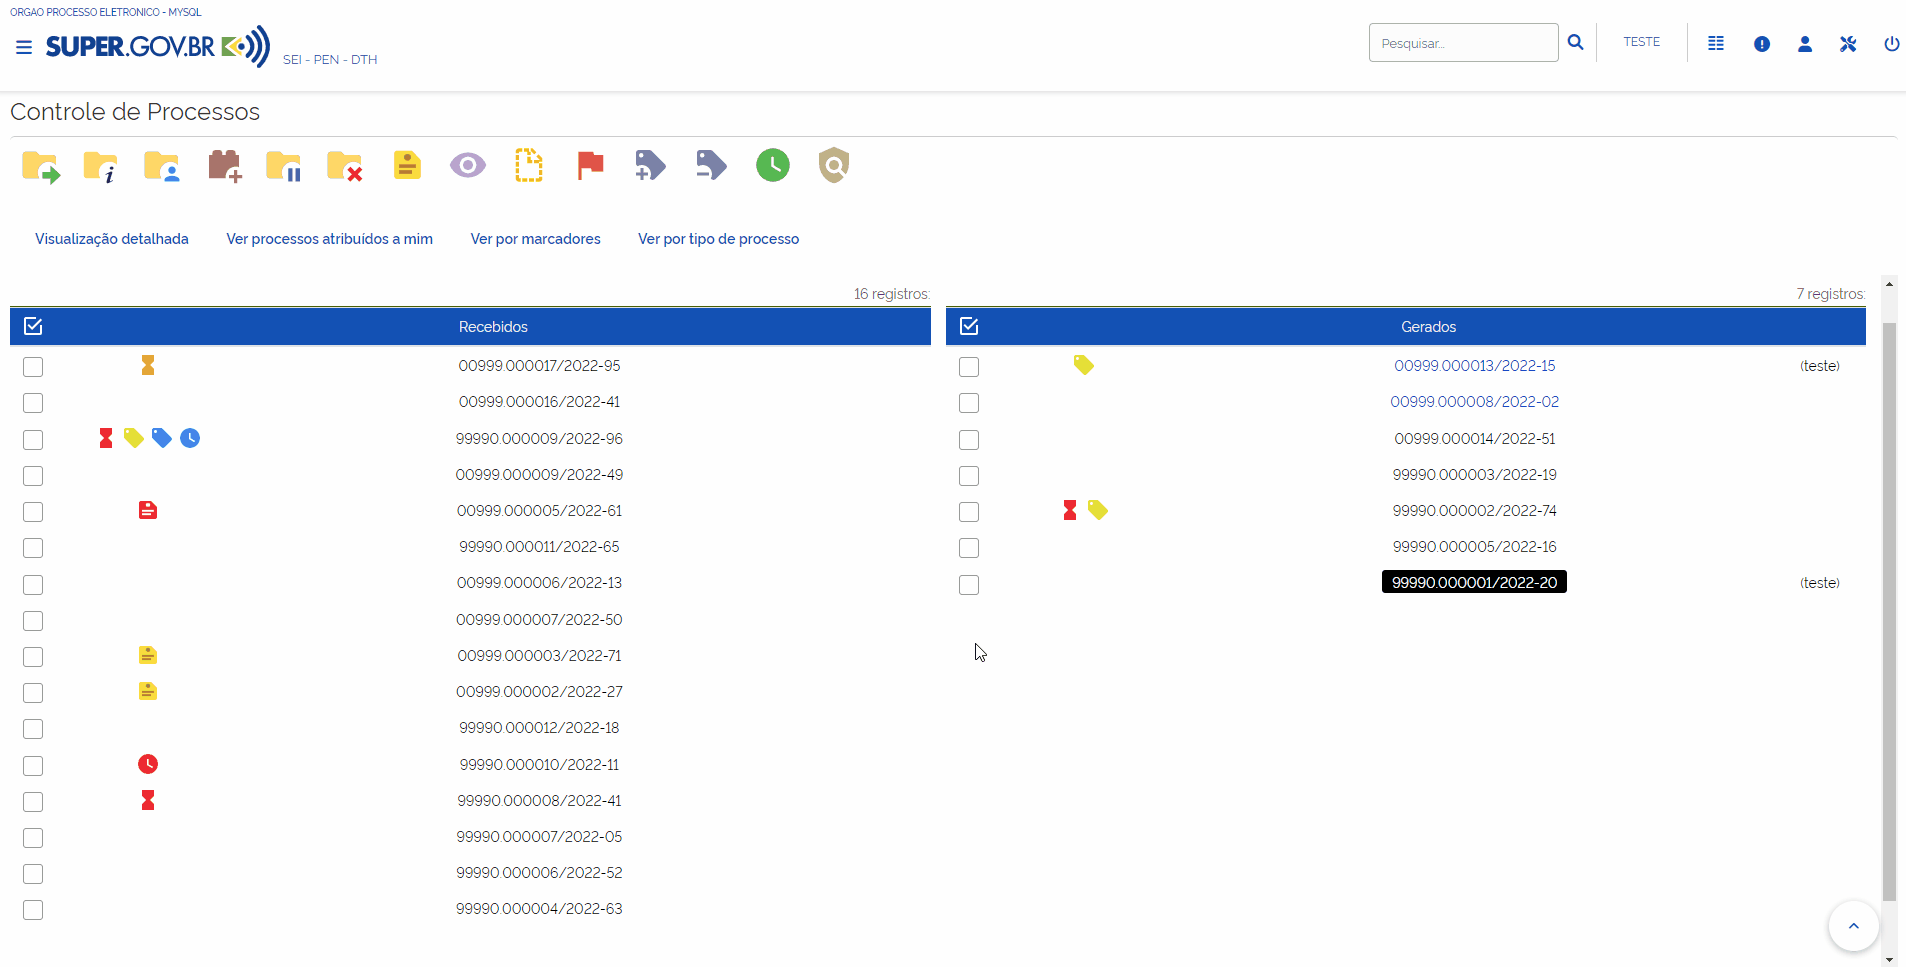 ORGAO PROCESSO ELETRONICO - MYSQL
SUPER.GOV.BR
SEI - PEN - DTH
Pesquisar...
TESTE
Controle de Processos
Visualização detalhada
Ver processos atribuídos a mim
Ver por marcadores
Ver por tipo de processo
16 registros:
Recebidos
00999.000017/2022-95
00999.000016/2022-41
99990.000009/2022-96
00999.000009/2022-49
00999.000005/2022-61
99990.000011/2022-65
00999.000006/2022-13
00999.000007/2022-50
00999.000003/2022-71
00999.000002/2022-27
99990.000012/2022-18
99990.000010/2022-11
99990.000008/2022-41
99990.000007/2022-05
99990.000006/2022-52
99990.000004/2022-63
7 registros:
Gerados
00999.000013/2022-15 (teste)
00999.000008/2022-02
00999.000014/2022-51
99990.000003/2022-19
99990.000002/2022-74
99990.000005/2022-16
99990.000001/2022-20 (teste)